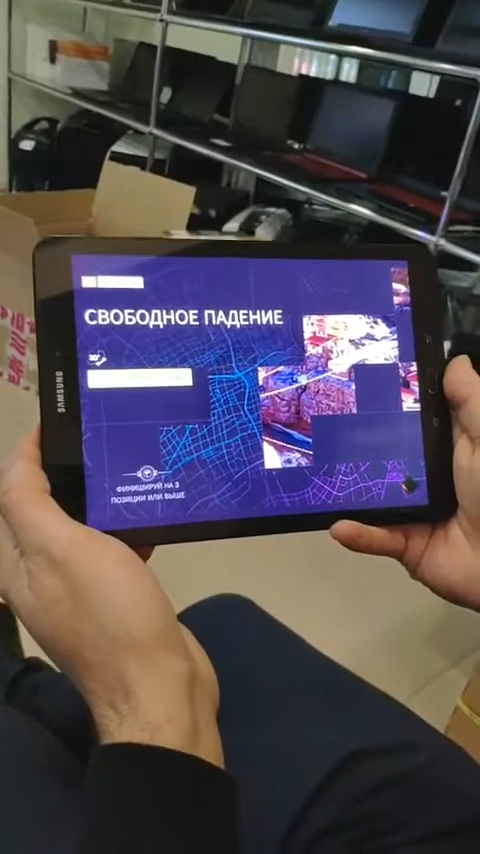 СВОБОДНОЕ ПАДЕНИЕ
SAMSUNG
ФИНИШИРУЙ НА 3
ПОЗИЦИИ ИЛИ ВЫШЕ